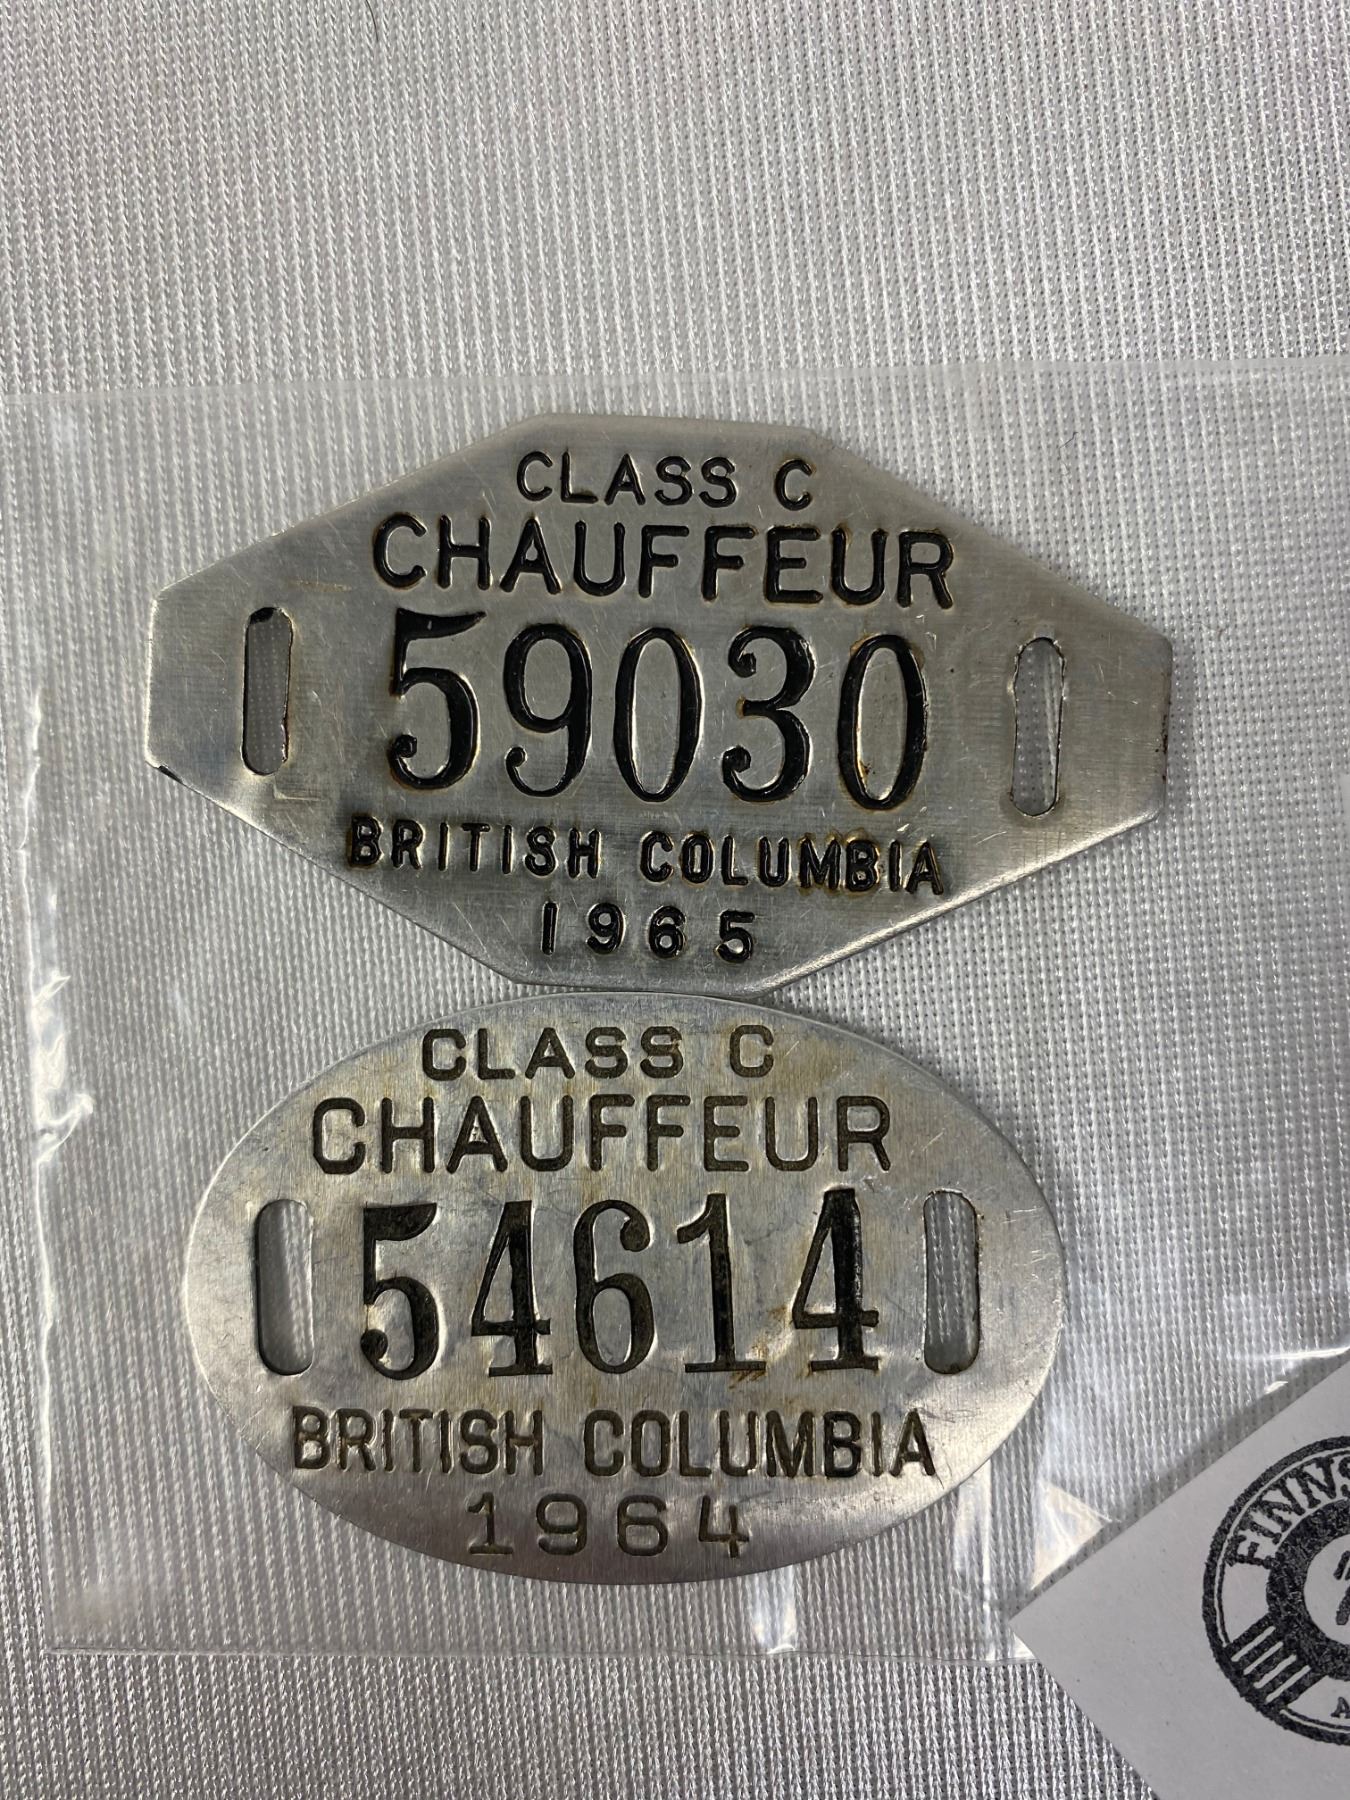 CLASS C
CHAUFFEUR
59030
BRITISH COLUMBIA
1965
CLASS C
CHAUFFEUR
54614
BRITISH COLUMBIA
1964